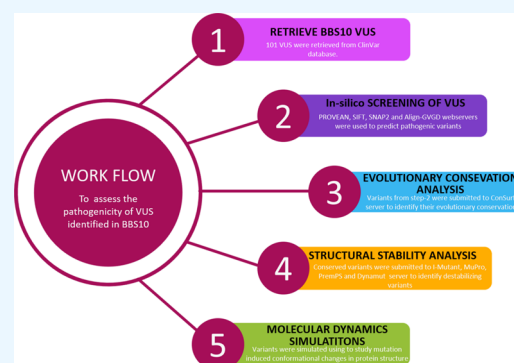 WORK FLOW
To assess the
pathogenicity of VUS
identified in BBS10
1
RETRIEVE BBS10 VUS
101 VUS were retrieved from ClinVar
database.
2
In-silico SCREENING OF VUS
PROVEAN, SIFT, SNAP2 and Align-GVGD webservers
were used to predict pathogenic variants
3
EVOLUTIONARY CONSEVATION
ANALYSIS
Variants from step-2 were submitted to ConSurf
server to identify their evolutionary conservation
4
STRUCTURAL STABILITY ANALYSIS
Conserved variants were submitted to I-Mutant, MuPro,
PremPS and Dynamut server to identify destabilizing
variants
5
MOLECULAR DYNAMICS
SIMULATITONS
Variants were simulated using to study mutation
induced conformational changes in protein structure